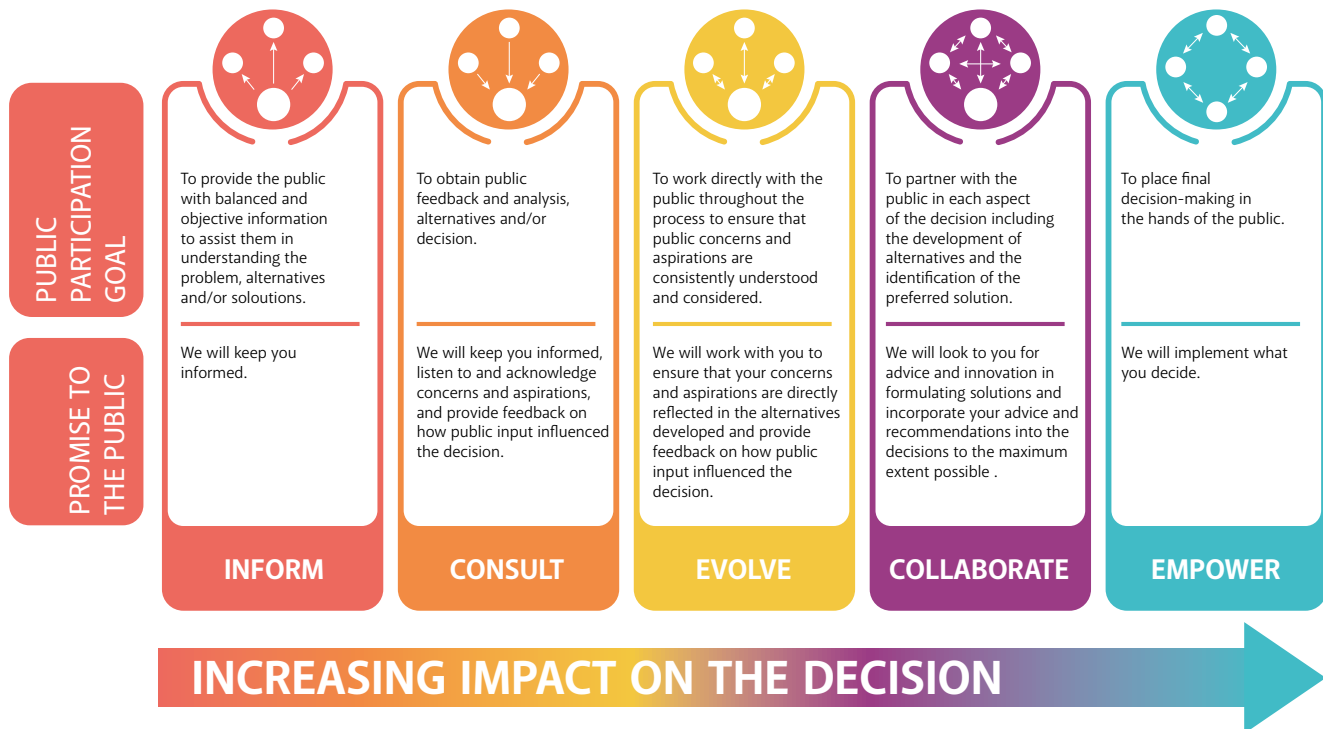 PUBLIC
PARTICIPATION
GOAL
To provide the public
with balanced and
objective information
to assist them in
understanding the
problem, alternatives
and/or soloutions.
To obtain public
feedback and analysis,
alternatives and/or
decision.
To work directly with the
public throughout the
process to ensure that
public concerns and
aspirations are
consistently understood
and considered.
To partner with the
public in each aspect
of the decision including
the development of
alternatives and the
identification of the
preferred solution.
To place final
decision-making in
the hands of the public.
PROMISE TO
THE PUBLIC
We will keep you
informed.
We will keep you informed,
listen to and acknowledge
concerns and aspirations,
and provide feedback on
how public input influenced
the decision.
We will work with you to
ensure that your concerns
and aspirations are directly
reflected in the alternatives
developed and provide
feedback on how public
input influenced the
decision.
We will look to you for
advice and innovation in
formulating solutions and
incorporate your advice and
recommendations into the
decisions to the maximum
extent possible .
We will implement what
you decide.
INFORM
CONSULT
EVOLVE
COLLABORATE
EMPOWER
INCREASING IMPACT ON THE DECISION